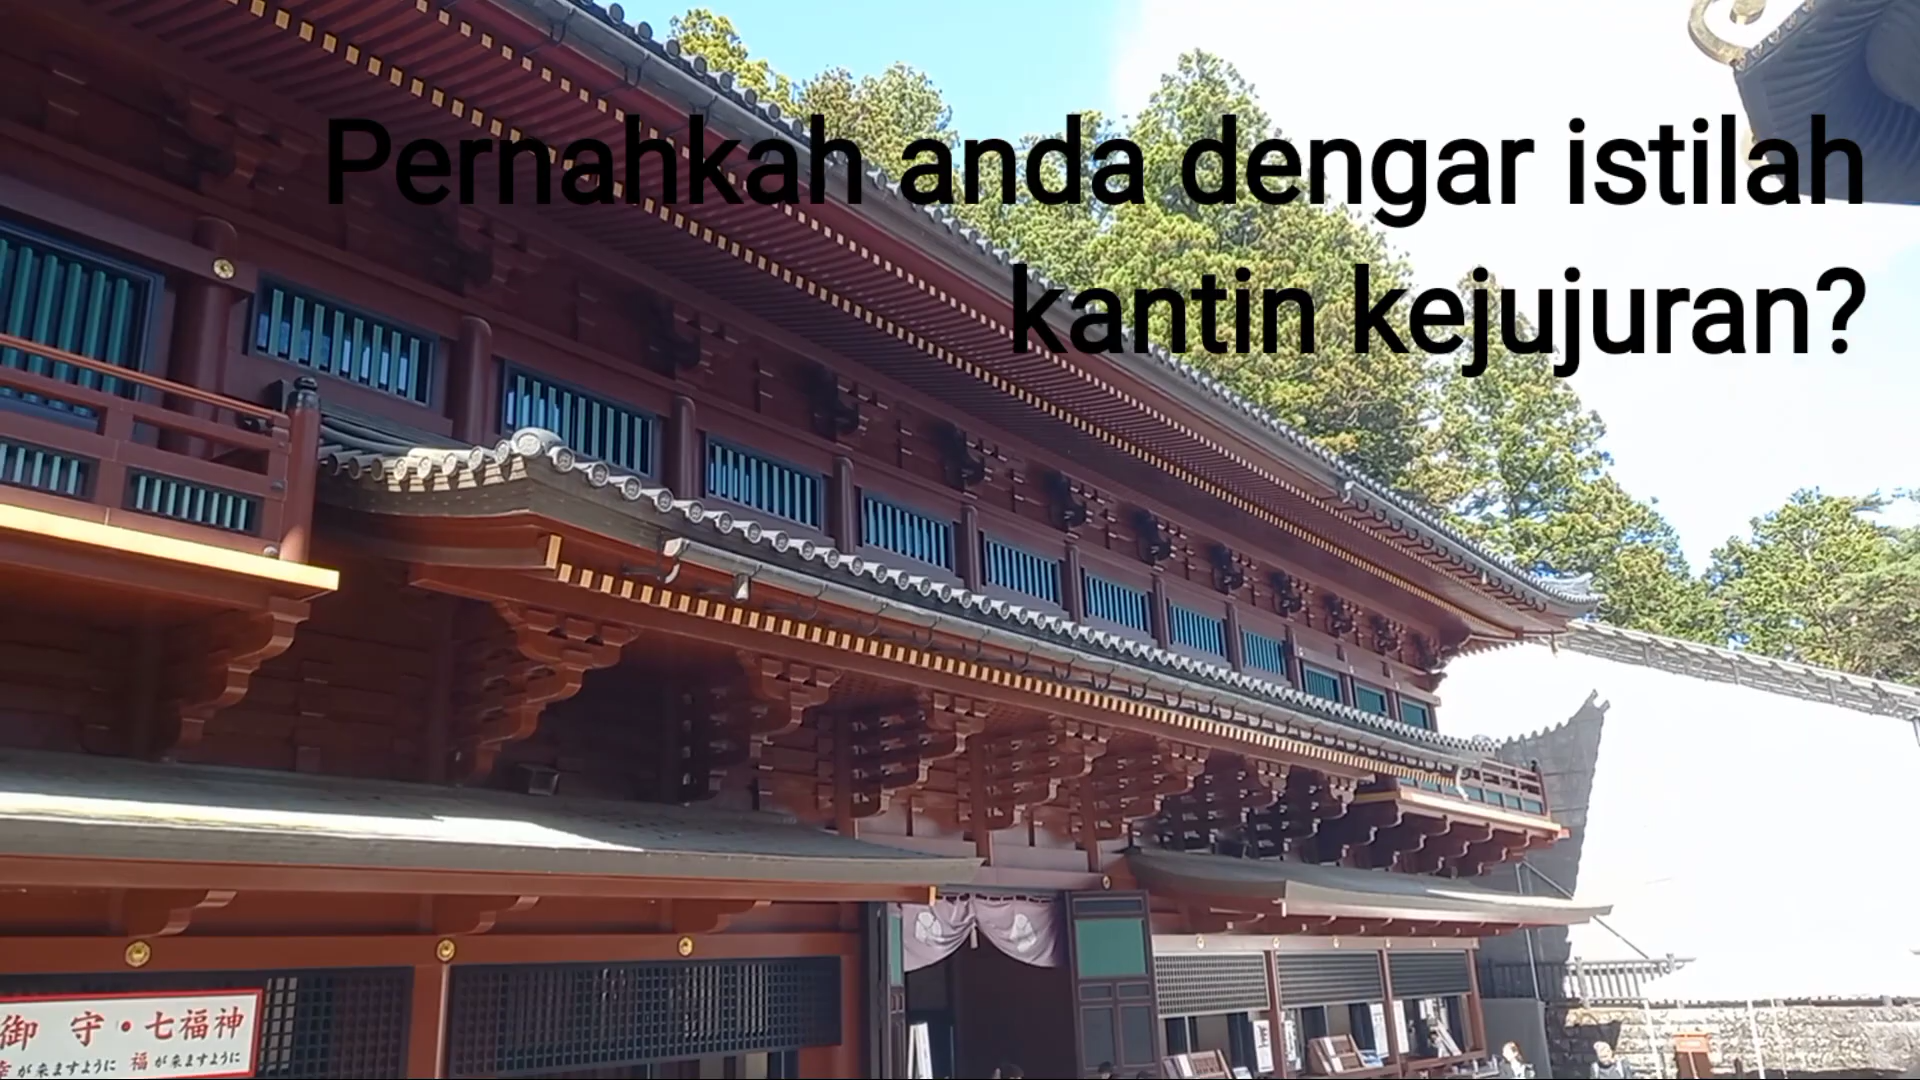 Pernahkah anda dengar istilah
kantin kejujuran?
御 守・七福神
が来ますように 福が来ますように